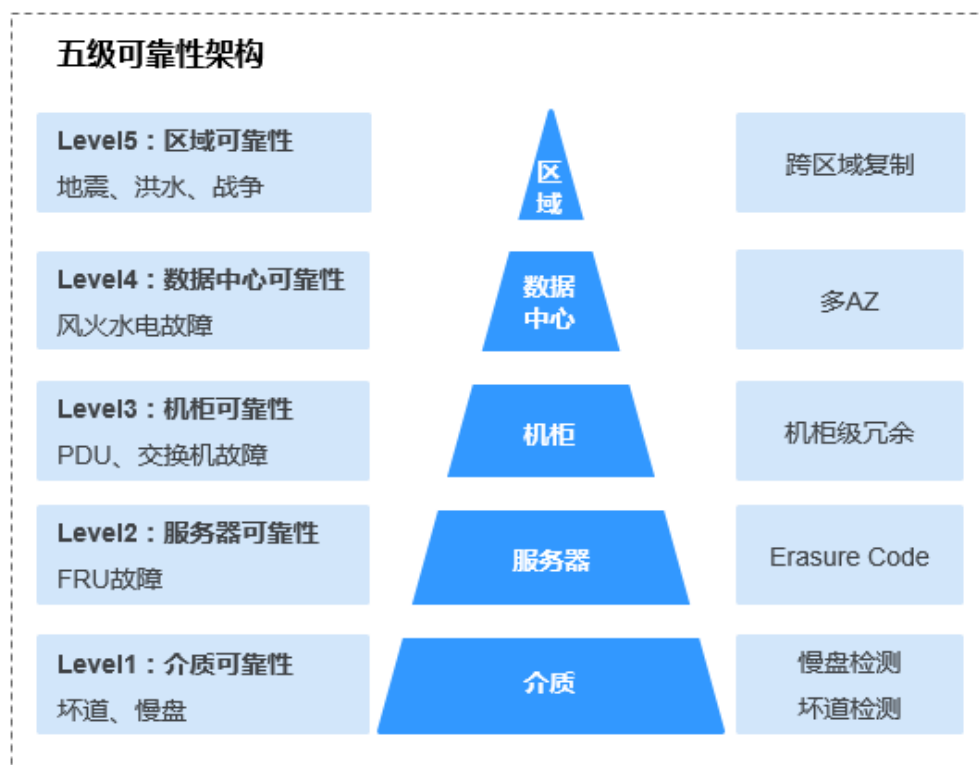 五级可靠性架构
Level5：区域可靠性
地震、洪水、战争
区
域
跨区域复制
Level4：数据中心可靠性
风火水电故障
数据
中心
多AZ
Level3：机柜可靠性
PDU、交换机故障
机柜
机柜级冗余
Level2：服务器可靠性
FRU故障
服务器
Erasure Code
Level1：介质可靠性
坏道、慢盘
介质
慢盘检测
坏道检测